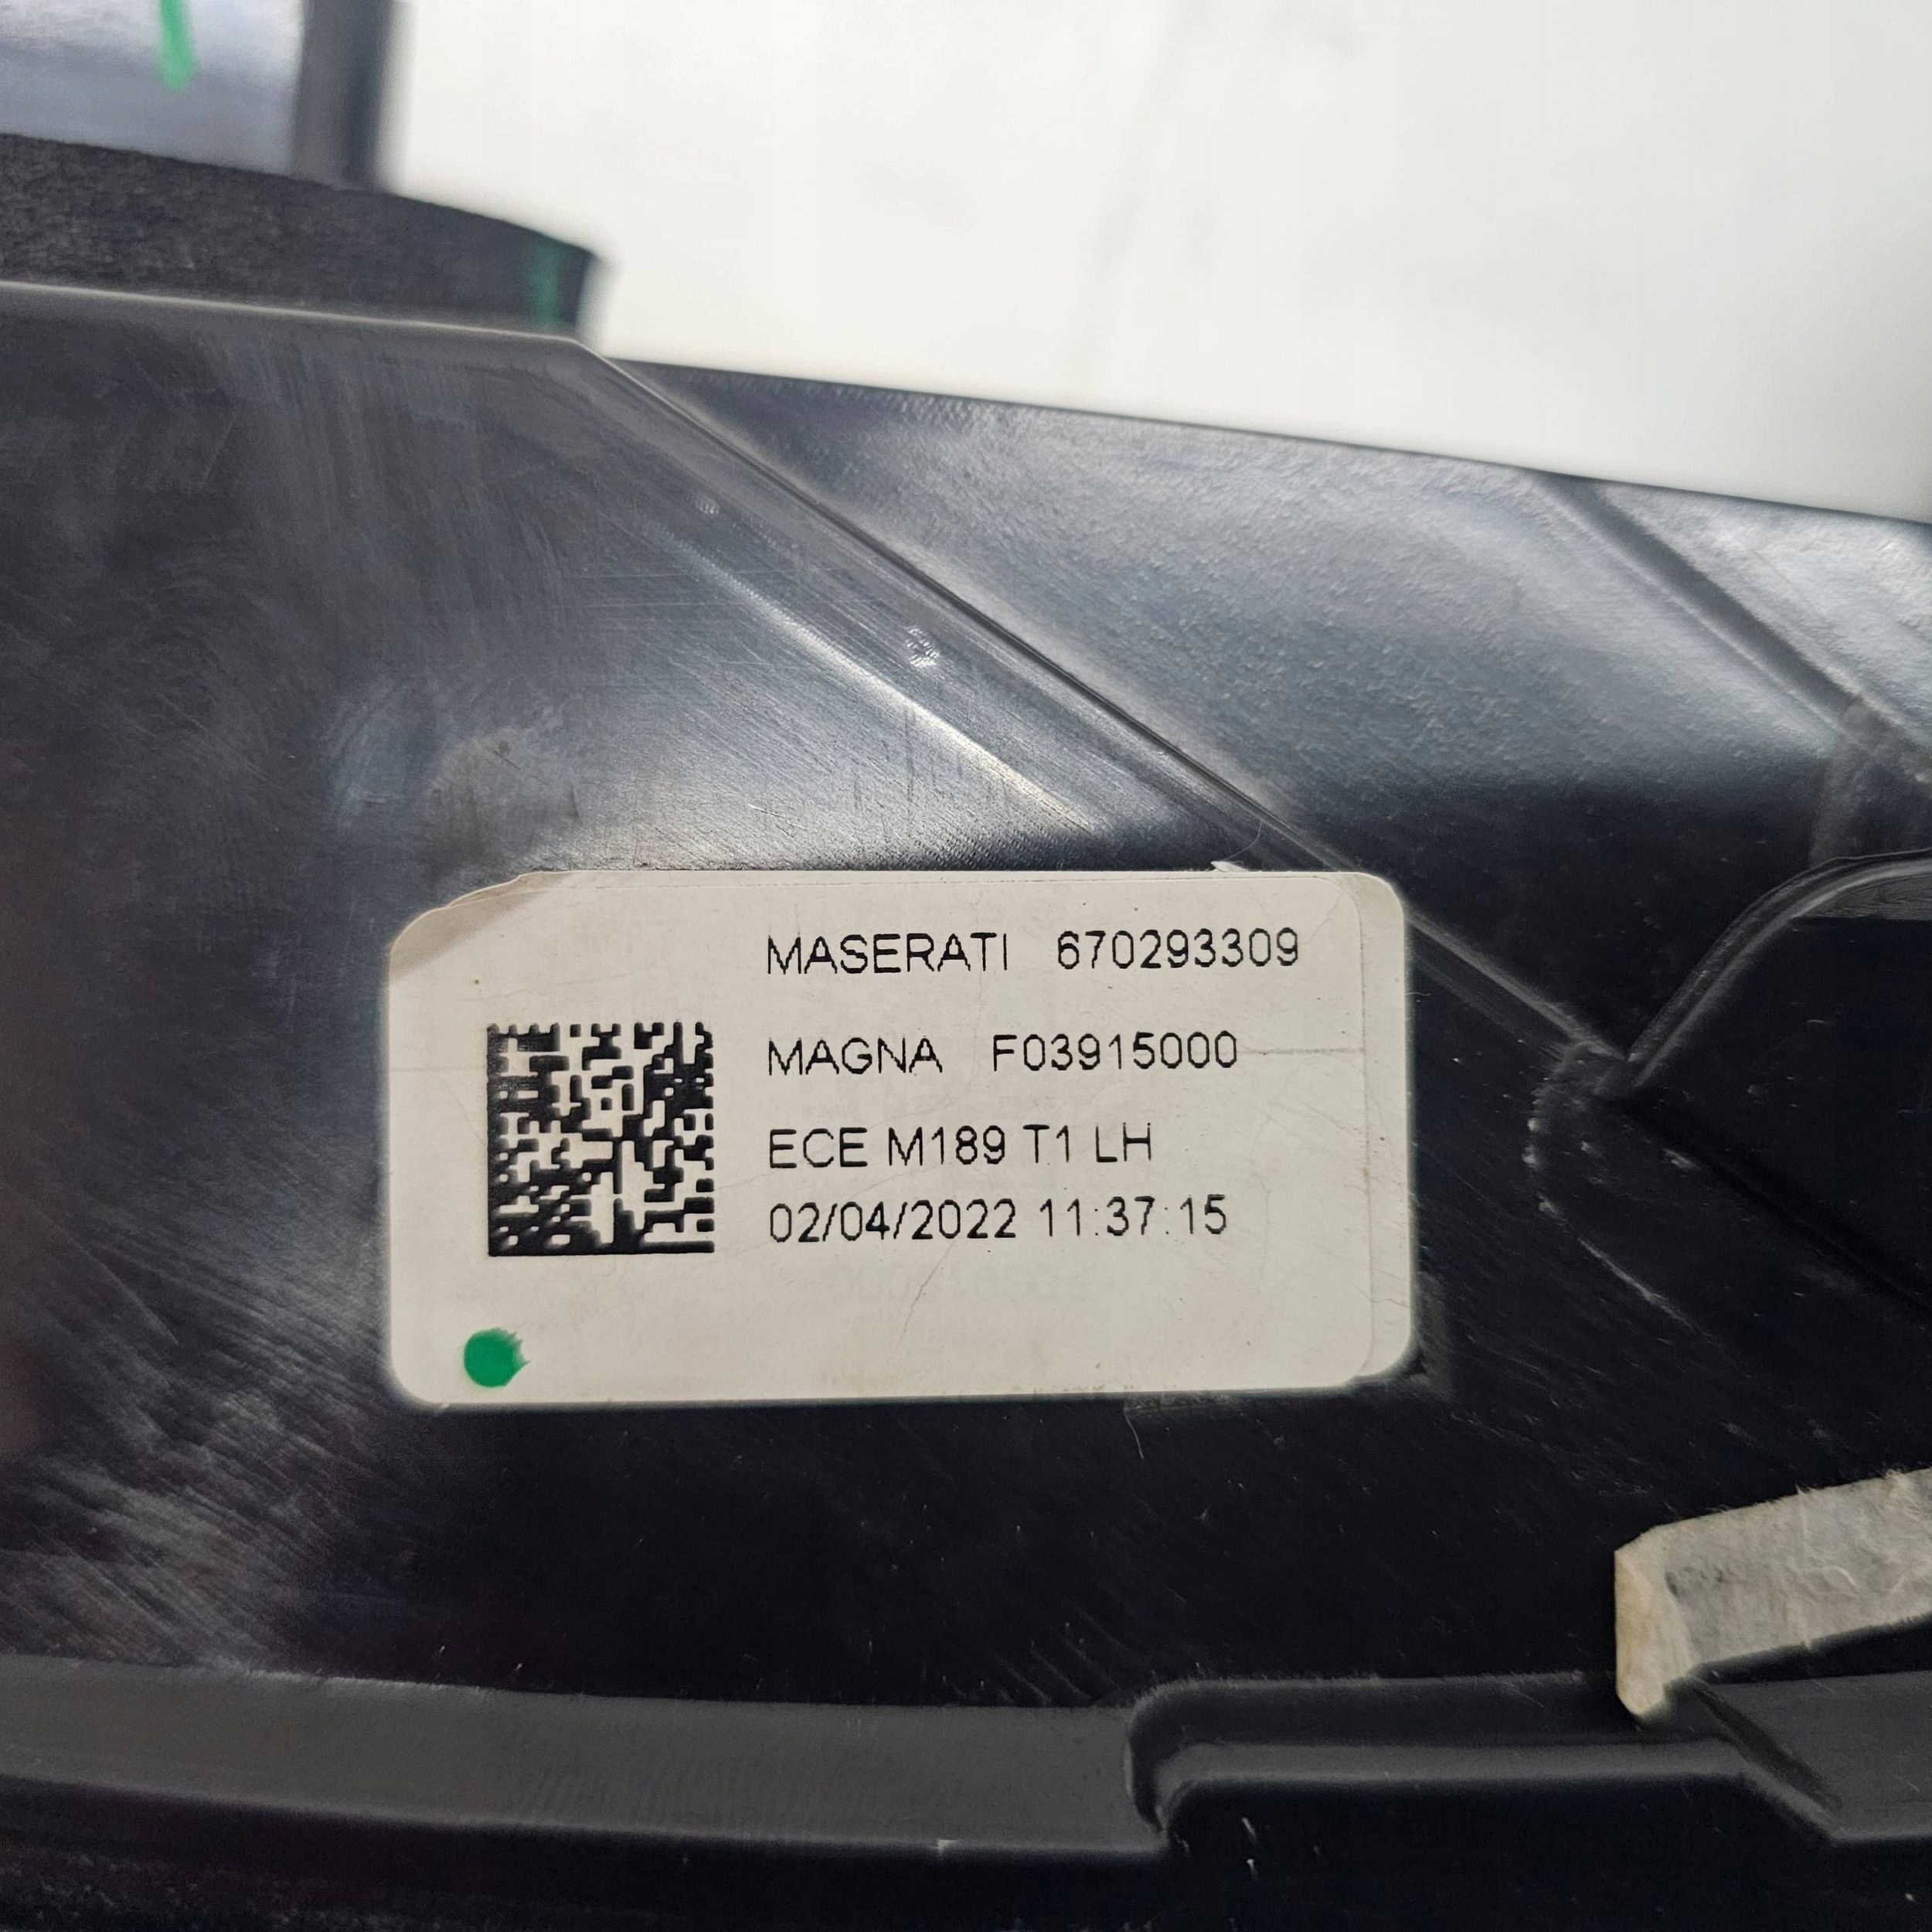 MASERATI 670293309
MAGNA F03915000
ECE M189 T1 LH
02/04/2022 11:37:15